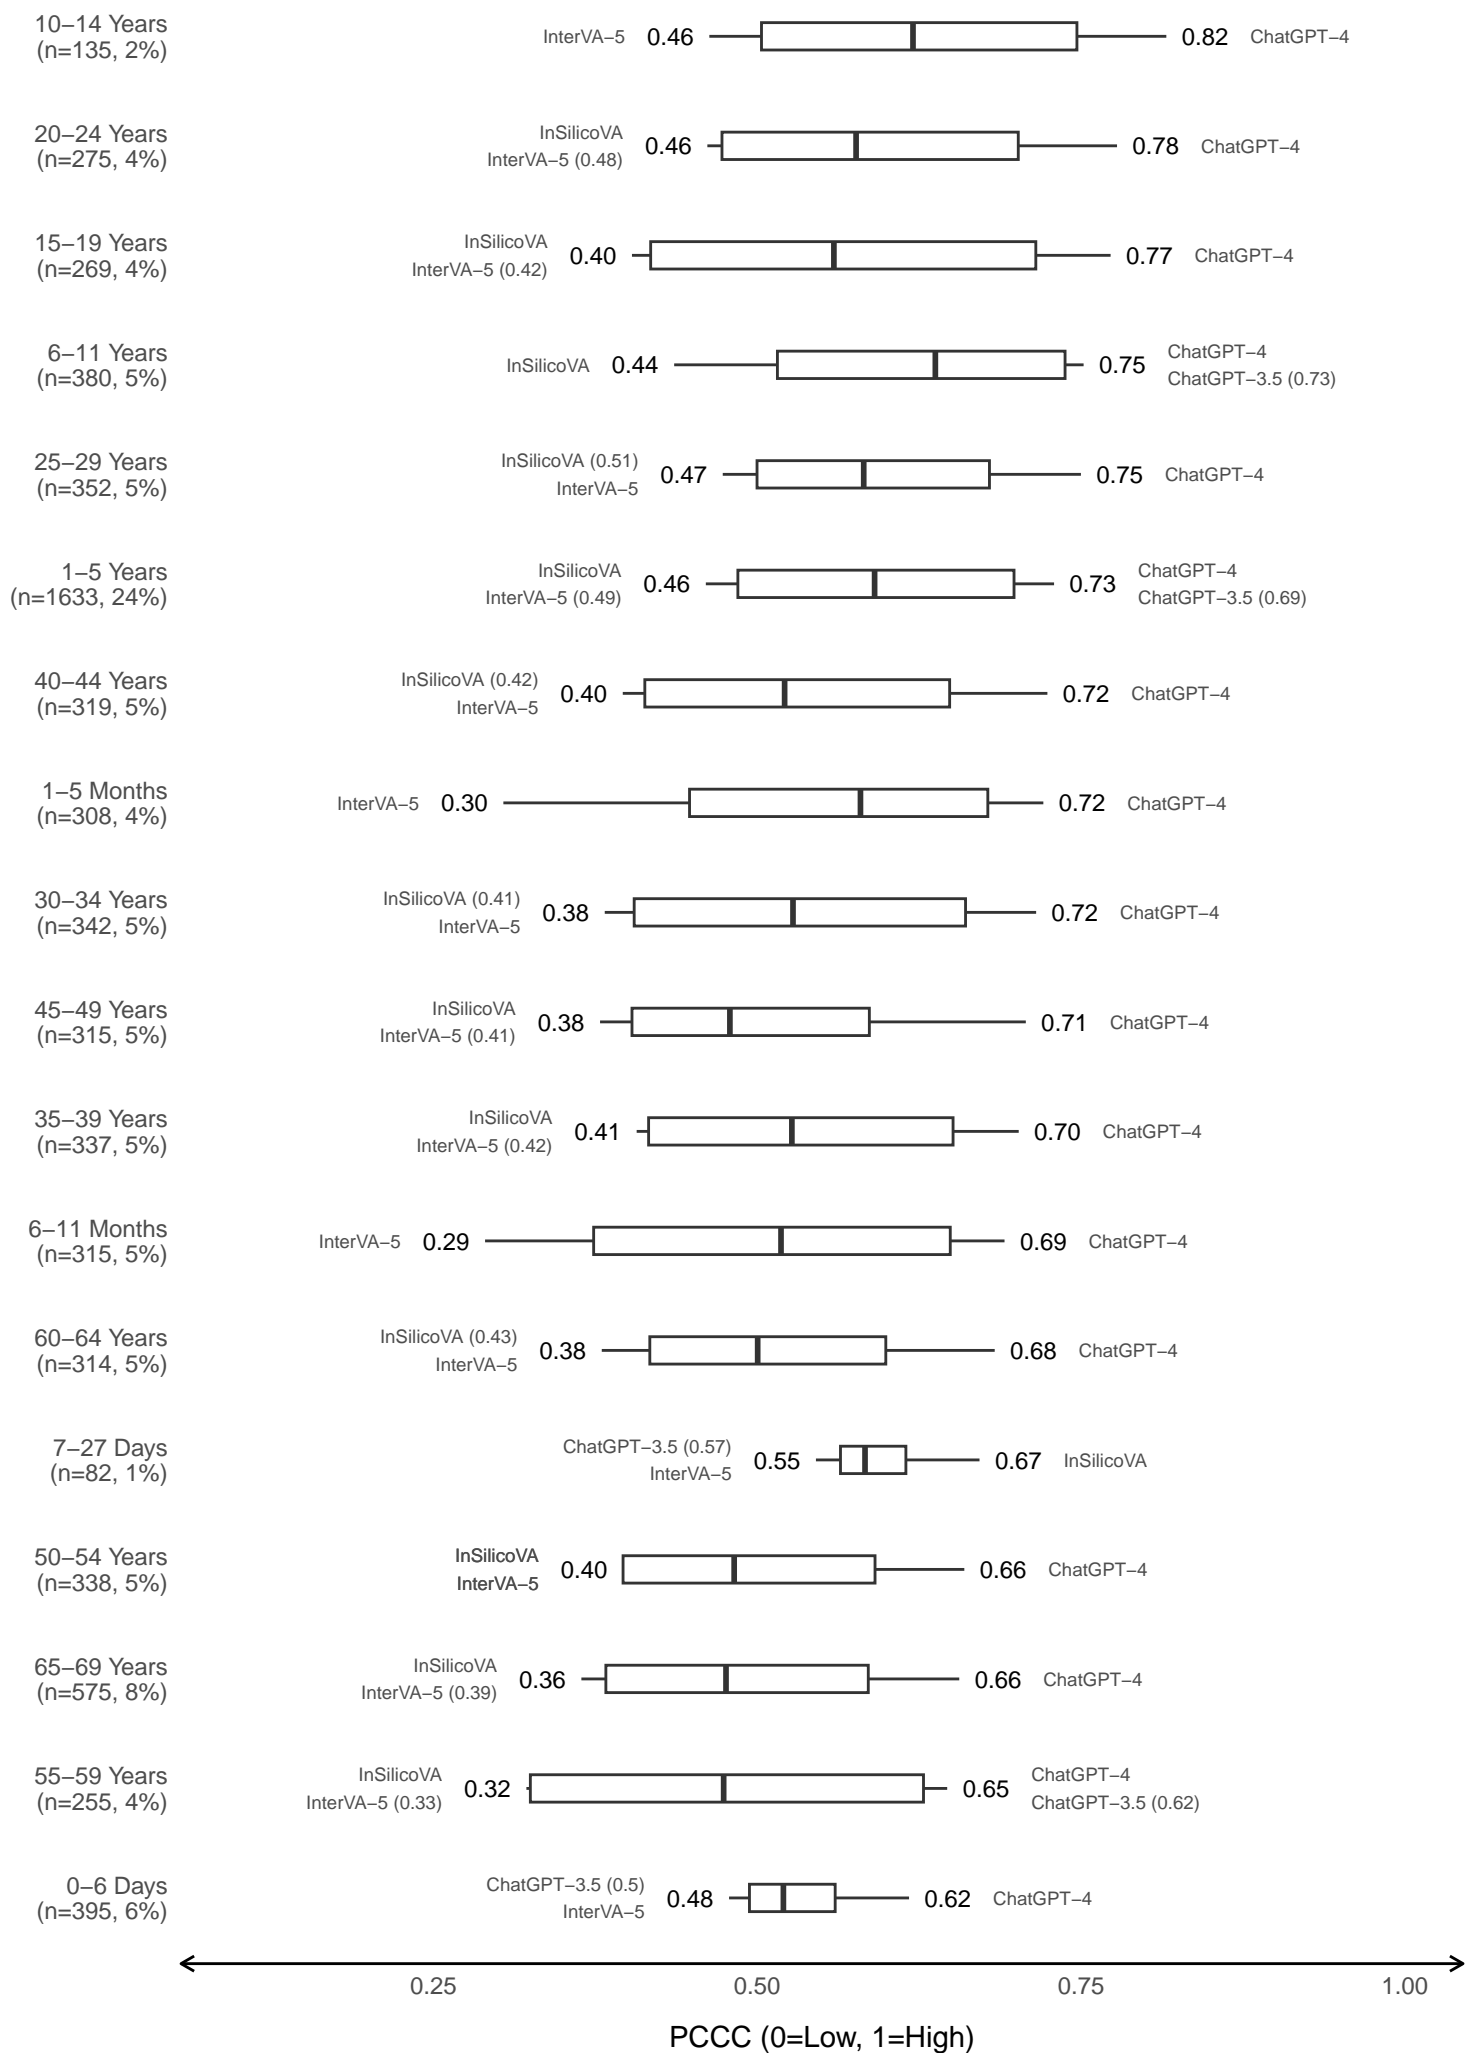 10–14 Years
(n=135, 2%)
InterVA–5 0.46 0.82 ChatGPT–4
20–24 Years
(n=275, 4%)
InSilicoVA
InterVA–5 (0.48)
0.46 0.78 ChatGPT–4
15–19 Years
(n=269, 4%)
InSilicoVA
InterVA–5 (0.42)
0.40 0.77 ChatGPT–4
6–11 Years
(n=380, 5%)
InSilicoVA 0.44 0.75
ChatGPT–4
ChatGPT–3.5 (0.73)
25–29 Years
(n=352, 5%)
InSilicoVA (0.51)
InterVA–5
0.47 0.75 ChatGPT–4
1–5 Years
(n=1633, 24%)
InSilicoVA
InterVA–5 (0.49)
0.46 0.73
ChatGPT–4
ChatGPT–3.5 (0.69)
40–44 Years
(n=319, 5%)
InSilicoVA (0.42)
InterVA–5
0.40 0.72 ChatGPT–4
1–5 Months
(n=308, 4%)
InterVA–5 0.30 0.72 ChatGPT–4
30–34 Years
(n=342, 5%)
InSilicoVA (0.41)
InterVA–5
0.38 0.72 ChatGPT–4
45–49 Years
(n=315, 5%)
InSilicoVA
InterVA–5 (0.41)
0.38 0.71 ChatGPT–4
35–39 Years
(n=337, 5%)
InSilicoVA
InterVA–5 (0.42)
0.41 0.70 ChatGPT–4
6–11 Months
(n=315, 5%)
InterVA–5 0.29 0.69 ChatGPT–4
60–64 Years
(n=314, 5%)
InSilicoVA (0.43)
InterVA–5
0.38 0.68 ChatGPT–4
7–27 Days
(n=82, 1%)
ChatGPT–3.5 (0.57)
InterVA–5
0.55 0.67 InSilicoVA
50–54 Years
(n=338, 5%)
InSilicoVA
InterVA–5
0.40 0.66 ChatGPT–4
65–69 Years
(n=575, 8%)
InSilicoVA
InterVA–5 (0.39)
0.36 0.66 ChatGPT–4
55–59 Years
(n=255, 4%)
InSilicoVA
InterVA–5 (0.33)
0.32 0.65
ChatGPT–4
ChatGPT–3.5 (0.62)
0–6 Days
(n=395, 6%)
ChatGPT–3.5 (0.5)
InterVA–5
0.48 0.62 ChatGPT–4
0.25 0.50 0.75 1.00
PCCC (0=Low, 1=High)